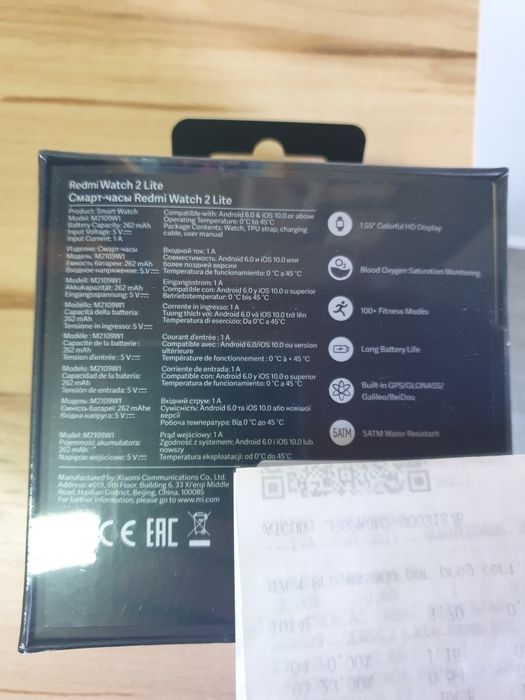 Redmi Watch 2 Lite
Смарт-часы Redmi Watch 2 Lite
Product: Smart Watch
Model: M2109W1
Battery Capacity: 262 mAh
Input Voltage: 5 V⎓
Input Current: 1 A
Compatible with: Android 6.0 & iOS 10.0 or above
Operating Temperature: 0°C to 45°C
Package Contents: Watch, TPU strap, charging
cable, user manual
Изделие: Смарт-часы
Модель: M2109W1
Емкость батареи: 262 mAh
Входное напряжение: 5 V⎓
Входной ток: 1 A
Совместимость: Android 6.0 и iOS 10.0 или
более поздней версии
Temperatura de funcionamiento: 0 °C a 45 °C
Modell: M2109W1
Akkukapazität: 262 mAh
Eingangsspannung: 5 V⎓
Eingangsstrom: 1 A
Compatible con: Android 6.0 e iOS 10.0 o superior
Betriebstemperatur: 0°C bis 45 °C
Modello: M2109W1
Capacità della batteria:
262 mAh
Tensione in ingresso: 5 V⎓
Corrente in ingresso: 1 A
Tương thích với: Android 6.0 và iOS 10.0 trở lên
Temperatura di esercizio: Da 0°C a 45 °C
Modèle: M2109W1
Capacité de la batterie :
262 mAh
Tension d'entrée : 5 V⎓
Courant d'entrée : 1 A
Compatible avec : Android 6.0/iOS 10.0 ou version
ultérieure
Température de fonctionnement : 0 °C à + 45 °C
Modelo: M2109W1
Capacidad de la batería:
262 mAh
Tensión de entrada: 5 V⎓
Corriente de entrada: 1 A
Compatible con: Android 6.0 y iOS 10.0 o superior
Temperatura de funcionamiento: 0 °C a 45 °C
Модель: M2109W1
Ємність батареї: 262 mAh
Вхідна напруга: 5 V⎓
Вхідний струм: 1 A
Сумісність: Android 6.0 та iOS 10.0 або новішої
версії
Робоча температура: Від 0 °C до 45 °C
Model: M2109W1
Pojemność akumulatora:
262 mAh
Napięcie wejściowe: 5 V⎓
Prąd wejściowy: 1 A
Zgodność z systemem: Android 6.0 i iOS 10.0 lub
nowszy
Temperatura eksploatacji: od 0°C do 45°C
Manufactured by: Xiaomi Communications Co., Ltd.
Address: #019, 9th Floor, Building 6, 33 Xi'erqi Middle
Road, Haidian District, Beijing, China, 100085
For further information, please go to www.mi.com
CE EAC
1.55" Colorful HD Display
O2
Blood Oxygen Saturation Monitoring
100+ Fitness Modes
Long Battery Life
Built-in GPS/GLONASS/
Galileo/BeiDou
5ATM
5ATM Water Resistant